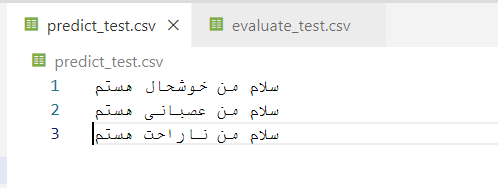 predict_test.csv
evaluate_test.csv
predict_test.csv
1 سلام من خوشحال هستم
2 سلام من عصبانی هستم
3 سلام من ناراحت هستم